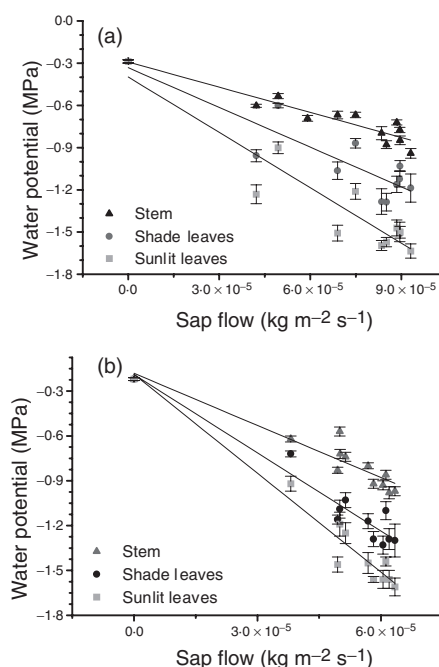 (a)
0·0
−0·3
−0·6
−0·9
−1·2
−1·5
−1·8
Water potential (MPa)
Stem
Shade leaves
Sunlit leaves
0·0 3·0 × 10⁻⁵ 6·0 × 10⁻⁵ 9·0 × 10⁻⁵
Sap flow (kg m⁻² s⁻¹)
(b)
−0·3
−0·6
−0·9
−1·2
−1·5
−1·8
Water potential (MPa)
Stem
Shade leaves
Sunlit leaves
0·0 3·0 × 10⁻⁵ 6·0 × 10⁻⁵
Sap flow (kg m⁻² s⁻¹)